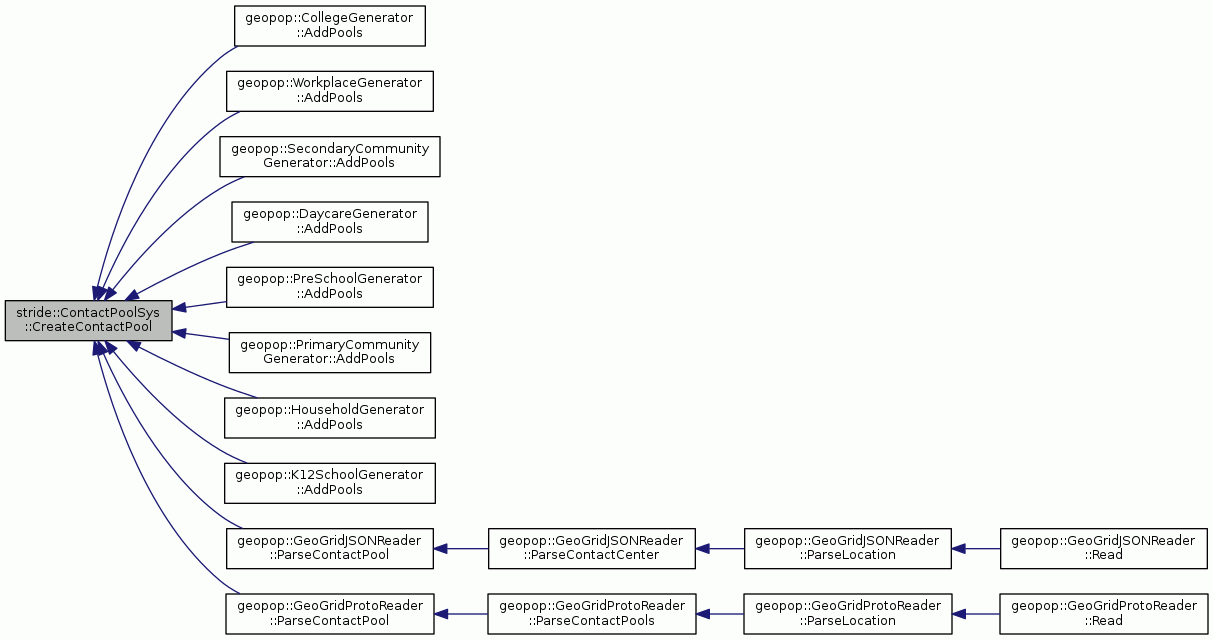 geopop::CollegeGenerator
::AddPools
geopop::WorkplaceGenerator
::AddPools
geopop::SecondaryCommunity
Generator::AddPools
geopop::DaycareGenerator
::AddPools
geopop::PreSchoolGenerator
::AddPools
stride::ContactPoolSys
::CreateContactPool
geopop::PrimaryCommunity
Generator::AddPools
geopop::HouseholdGenerator
::AddPools
geopop::K12SchoolGenerator
::AddPools
geopop::GeoGridJSONReader
::ParseContactPool
geopop::GeoGridJSONReader
::ParseContactCenter
geopop::GeoGridJSONReader
::ParseLocation
geopop::GeoGridJSONReader
::Read
geopop::GeoGridProtoReader
::ParseContactPool
geopop::GeoGridProtoReader
::ParseContactPools
geopop::GeoGridProtoReader
::ParseLocation
geopop::GeoGridProtoReader
::Read